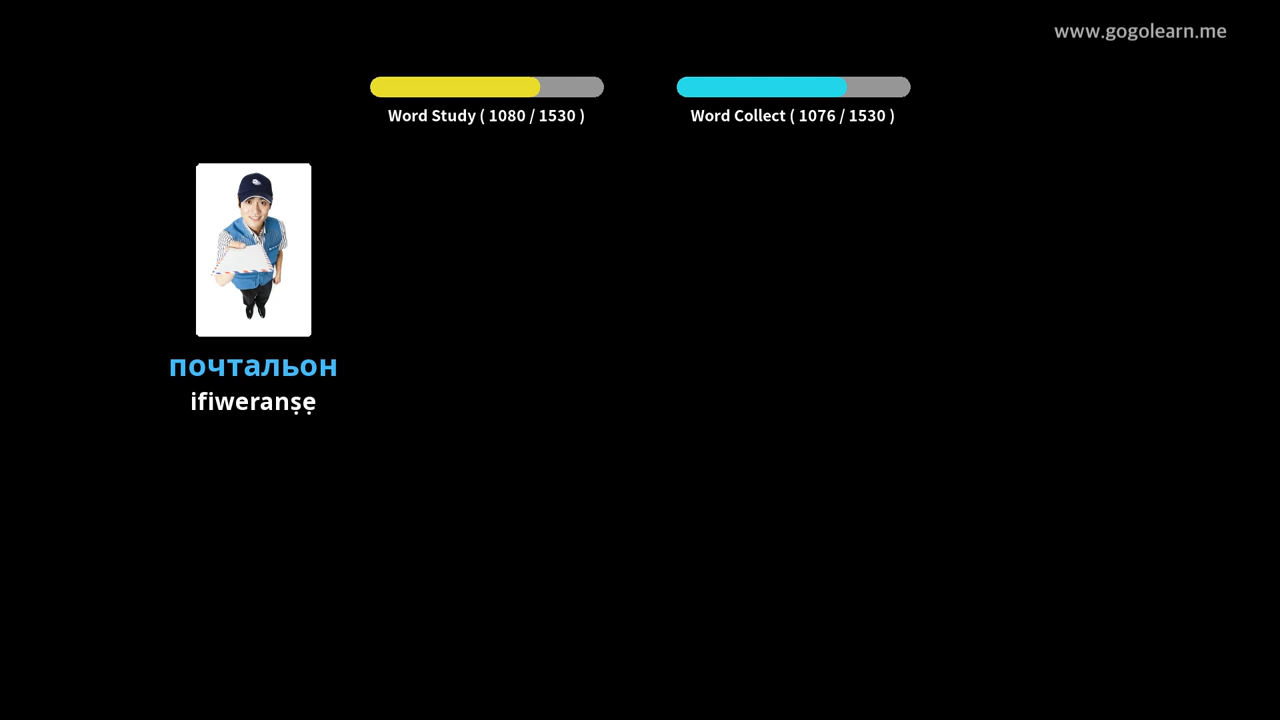 www.gogolearn.me
Word Study ( 1080 / 1530 )
Word Collect ( 1076 / 1530 )
почтальон
ifiweranṣẹ